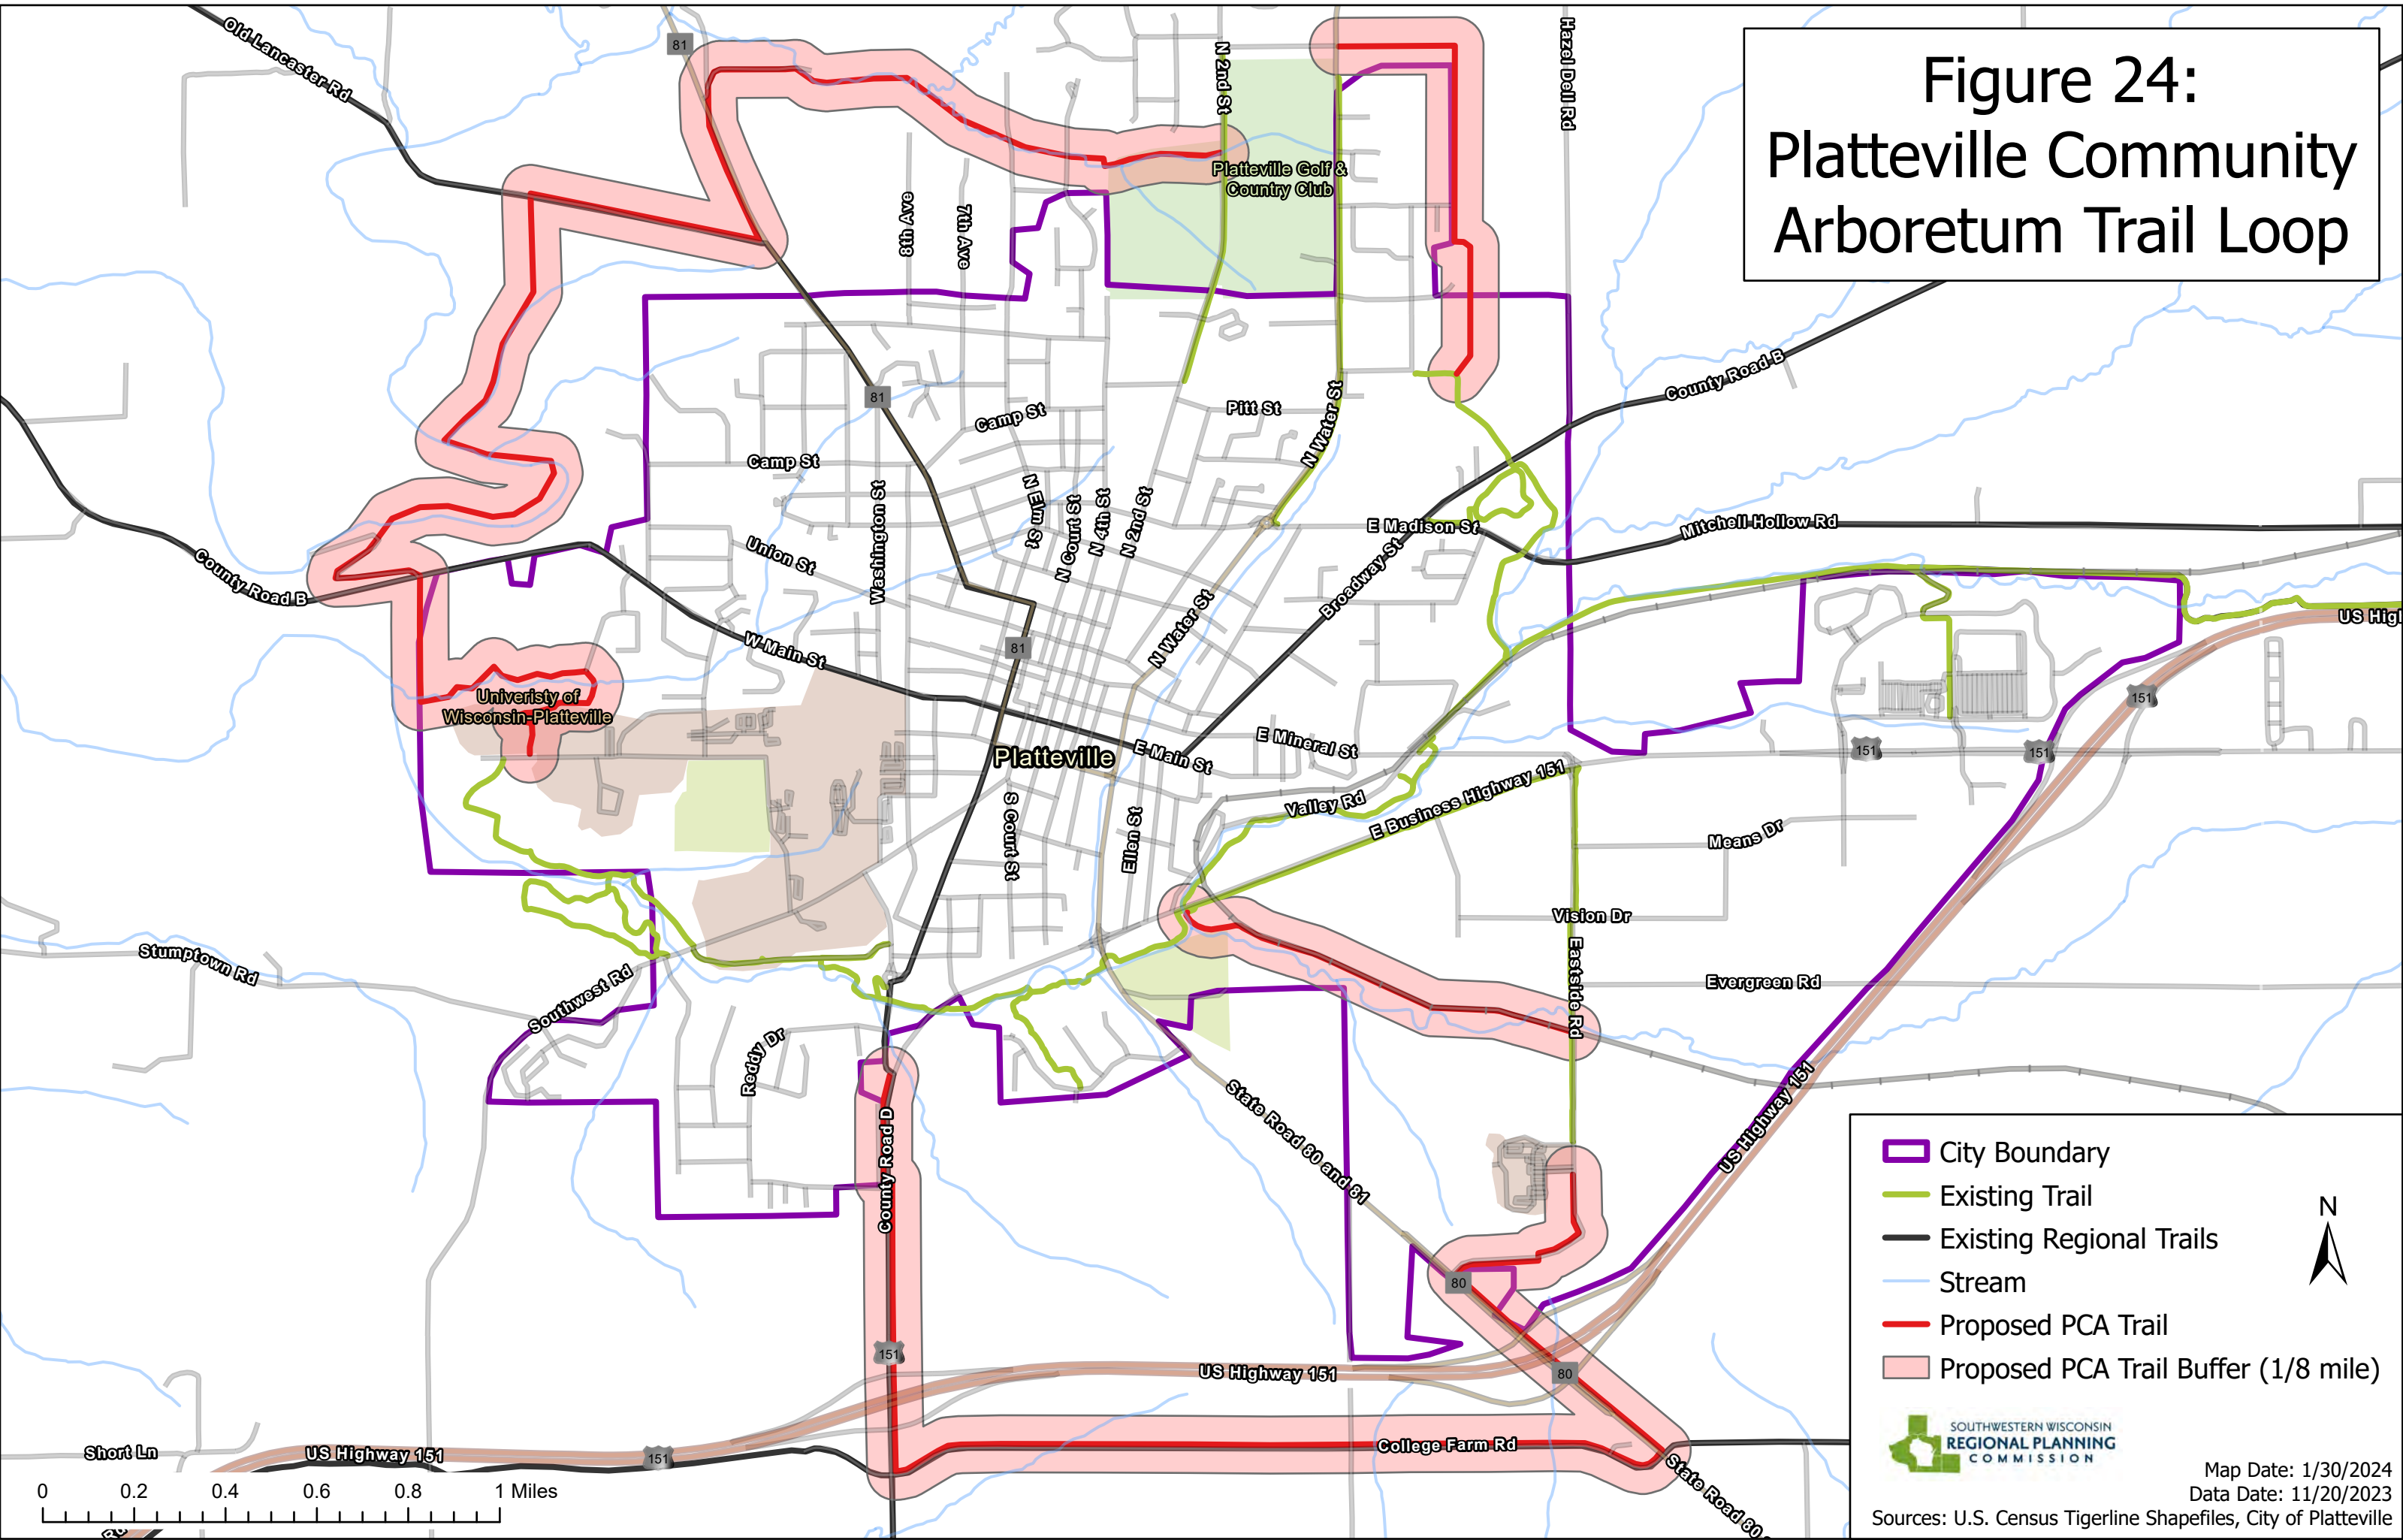 Figure 24:
Platteville Community
Arboretum Trail Loop
Old Lancaster Rd
81
N 2nd St
Hazel Dell Rd
Platteville Golf &
Country Club
8th Ave
7th Ave
81
Camp St
Pitt St
N Water St
County Road B
Camp St
Washington St
N Elm St
N Court St
N 4th St
N 2nd St
E Madison St
Mitchell Hollow Rd
Union St
County Road B
Broadway St
N Water St
US Hig
W Main St
81
Univeristy of
Wisconsin-Platteville
151
Platteville
E Main St
E Mineral St
151
151
Valley Rd
E Business Highway 151
S Court St
Ellen St
Means Dr
Vision Dr
Stumptown Rd
Southwest Rd
Eastside Rd
Evergreen Rd
Reddy Dr
County Road D
State Road 80 and 81
US Highway 151
80
151
US Highway 151
80
College Farm Rd
Short Ln
US Highway 151
151
State Road 80
Rd
0 0.2 0.4 0.6 0.8 1 Miles
City Boundary
Existing Trail
Existing Regional Trails
Stream
Proposed PCA Trail
Proposed PCA Trail Buffer (1/8 mile)
N
SOUTHWESTERN WISCONSIN
REGIONAL PLANNING
COMMISSION
Map Date: 1/30/2024
Data Date: 11/20/2023
Sources: U.S. Census Tigerline Shapefiles, City of Platteville